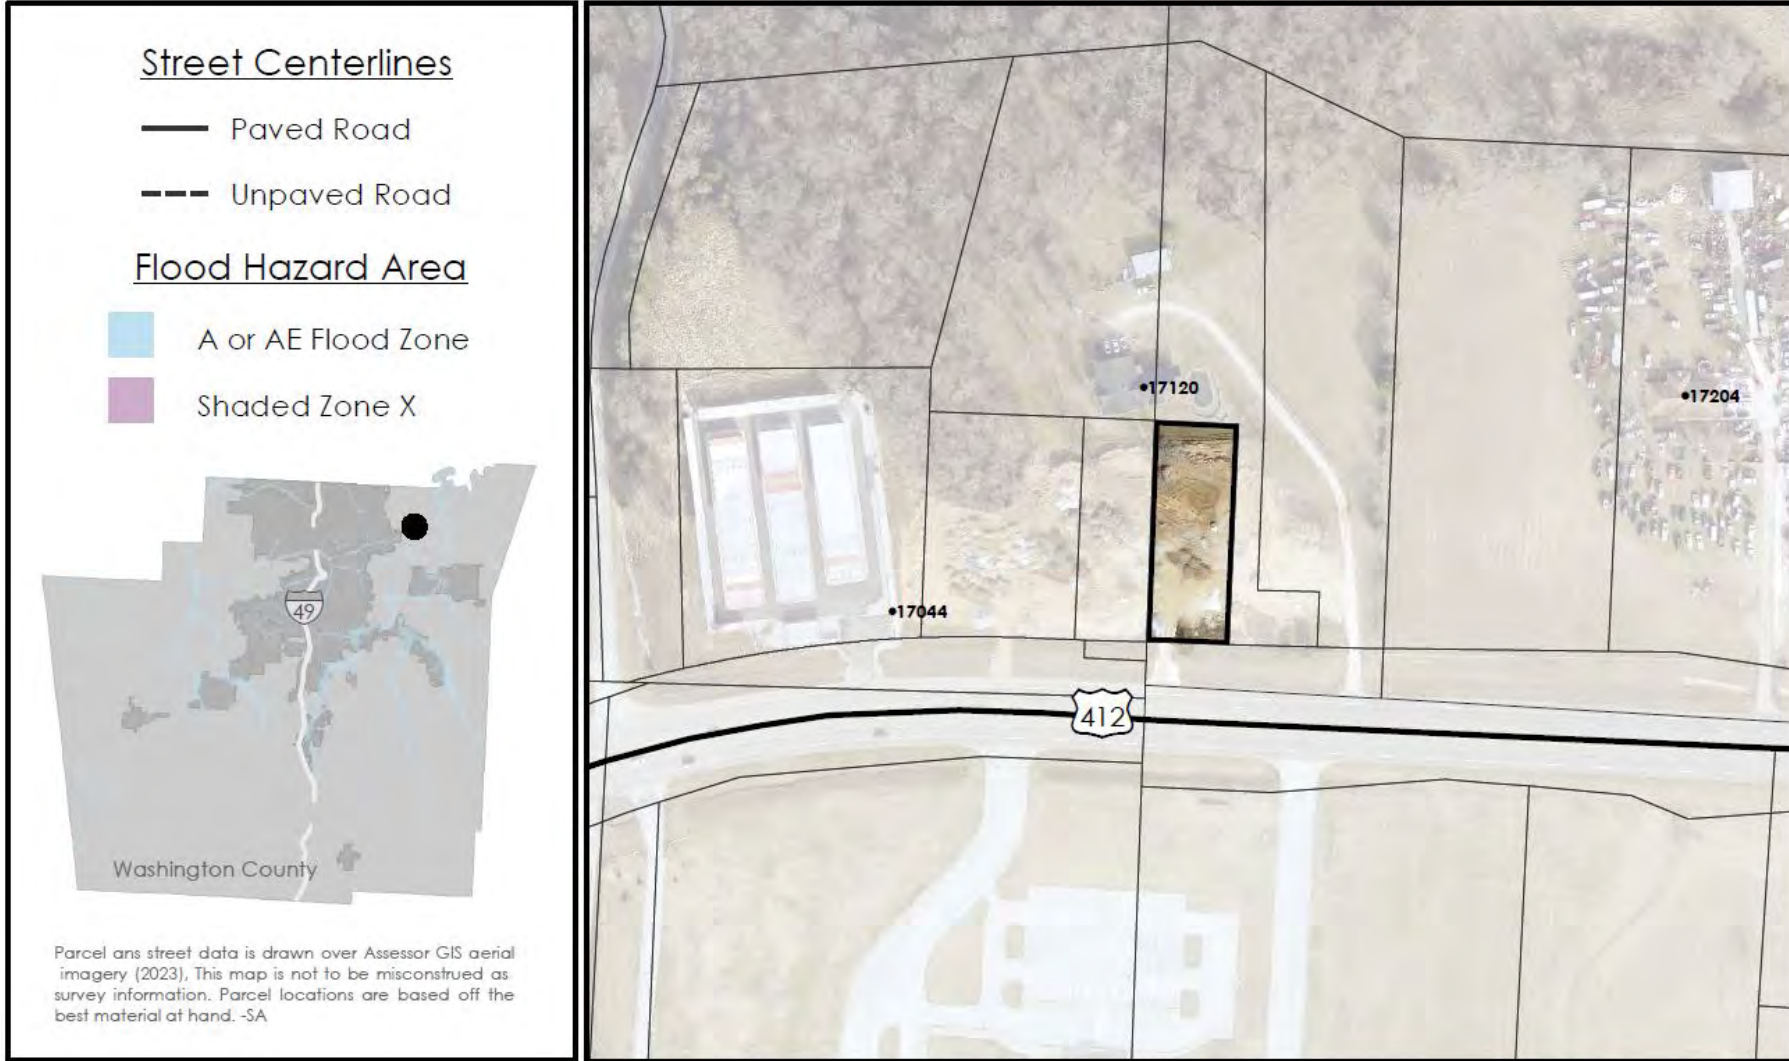 Street Centerlines
Paved Road
Unpaved Road
Flood Hazard Area
A or AE Flood Zone
Shaded Zone X
49
Washington County
Parcel ans street data is drawn over Assessor GIS aerial
imagery (2023), This map is not to be misconstrued as
survey information. Parcel locations are based off the
best material at hand. -SA
17120
17204
17044
412